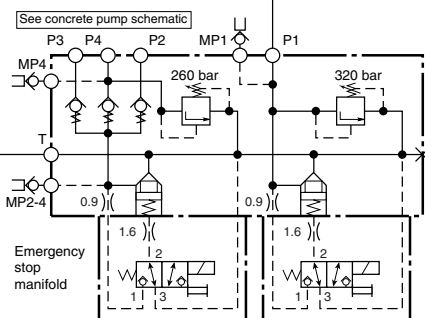 See concrete pump schematic
P3 P4 P2 MP1 P1
MP4
260 bar 320 bar
T
MP2-4
0.9 0.9
1.6 1.6
Emergency
stop
manifold
2 2
1 3 1 3